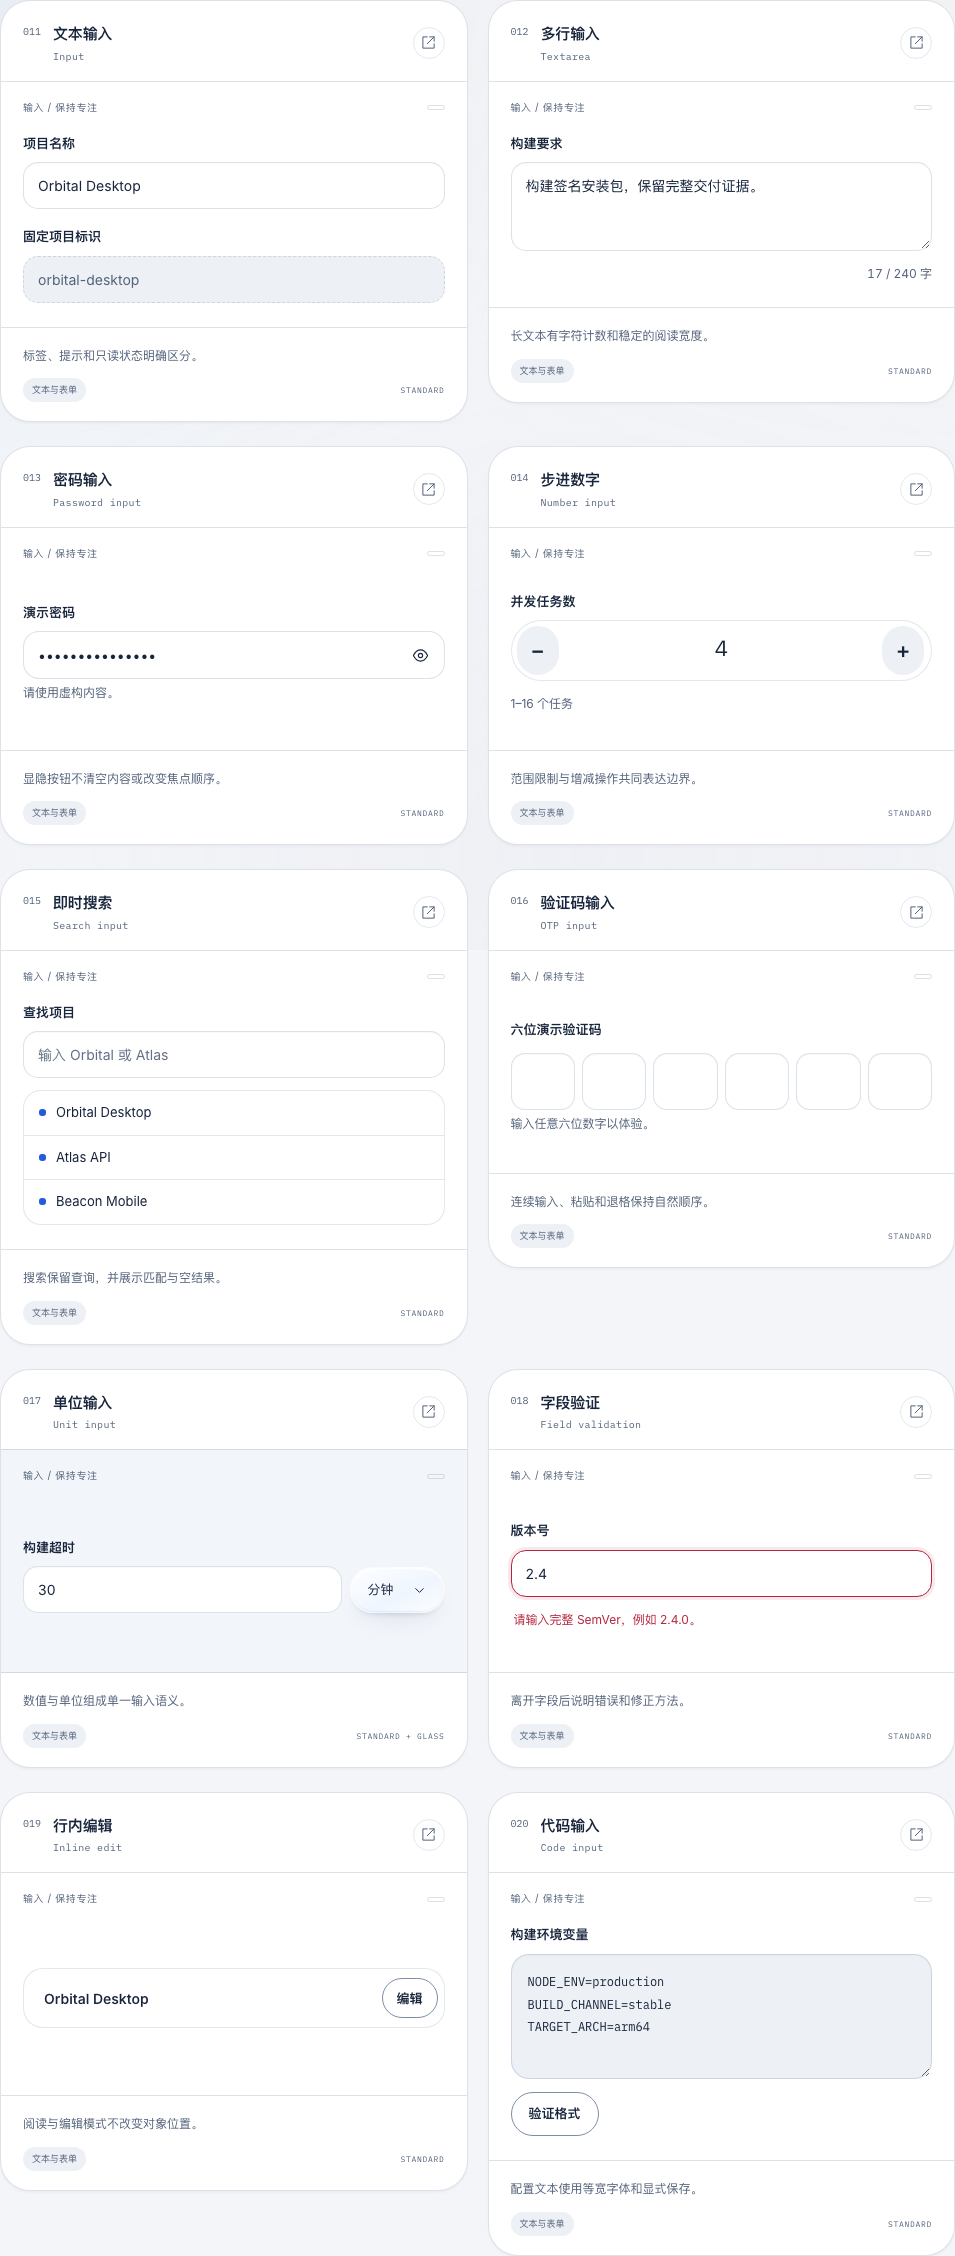 011 文本输入
Input
输入 / 保持专注
项目名称
Orbital Desktop
固定项目标识
orbital-desktop
标签、提示和只读状态明确区分。
文本与表单
STANDARD
012 多行输入
Textarea
输入 / 保持专注
构建要求
构建签名安装包，保留完整交付证据。
17 / 240 字
长文本有字符计数和稳定的阅读宽度。
文本与表单
STANDARD
013 密码输入
Password input
输入 / 保持专注
演示密码
•••••••••••••••
请使用虚构内容。
显隐按钮不清空内容或改变焦点顺序。
文本与表单
STANDARD
014 步进数字
Number input
输入 / 保持专注
并发任务数
− 4 +
1–16 个任务
范围限制与增减操作共同表达边界。
文本与表单
STANDARD
015 即时搜索
Search input
输入 / 保持专注
查找项目
输入 Orbital 或 Atlas
Orbital Desktop
Atlas API
Beacon Mobile
搜索保留查询，并展示匹配与空结果。
文本与表单
STANDARD
016 验证码输入
OTP input
输入 / 保持专注
六位演示验证码
输入任意六位数字以体验。
连续输入、粘贴和退格保持自然顺序。
文本与表单
STANDARD
017 单位输入
Unit input
输入 / 保持专注
构建超时
30
分钟
数值与单位组成单一输入语义。
文本与表单
STANDARD + GLASS
018 字段验证
Field validation
输入 / 保持专注
版本号
2.4
请输入完整 SemVer，例如 2.4.0。
离开字段后说明错误和修正方法。
文本与表单
STANDARD
019 行内编辑
Inline edit
输入 / 保持专注
Orbital Desktop
编辑
阅读与编辑模式不改变对象位置。
文本与表单
STANDARD
020 代码输入
Code input
输入 / 保持专注
构建环境变量
NODE_ENV=production
BUILD_CHANNEL=stable
TARGET_ARCH=arm64
验证格式
配置文本使用等宽字体和显式保存。
文本与表单
STANDARD